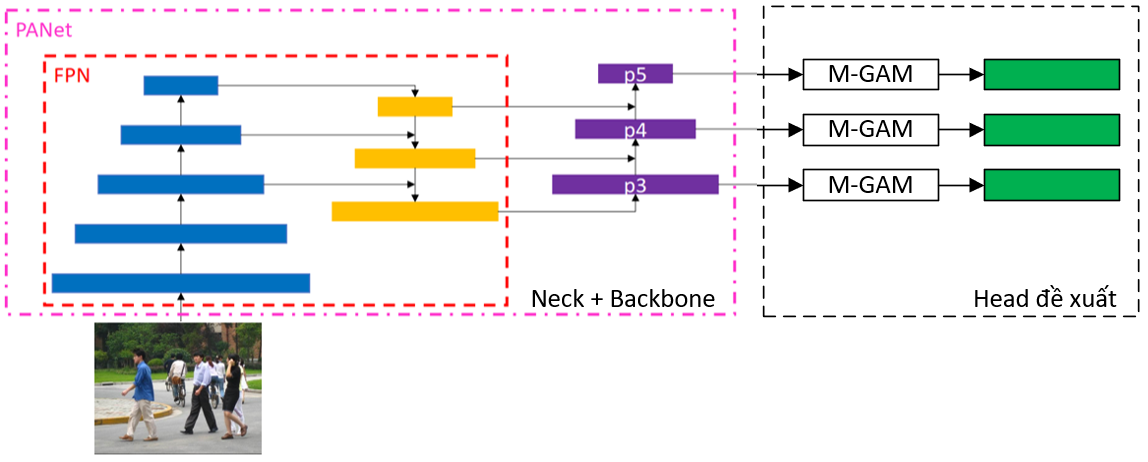 PANet
FPN
p5
p4
p3
M-GAM
M-GAM
M-GAM
Neck + Backbone
Head đề xuất